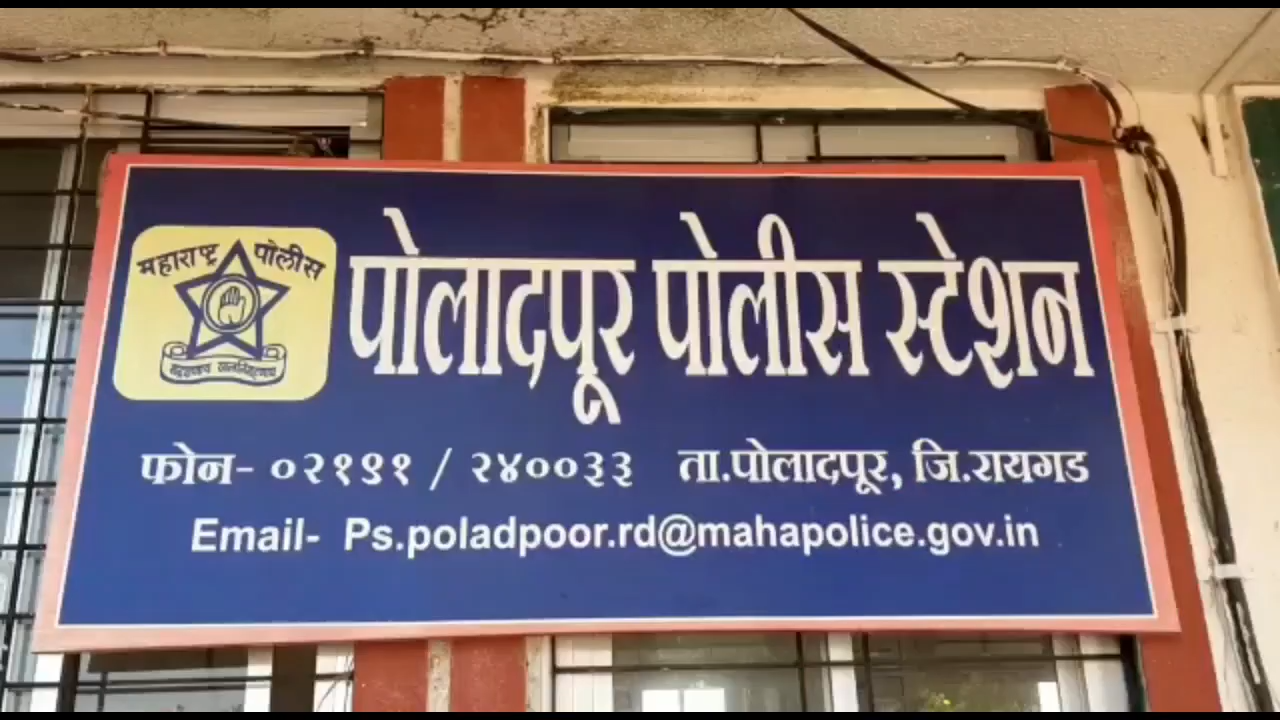 महाराष्ट्र पोलीस
पोलादपूर पोलीस स्टेशन
फोन- ०२१९१ / २४००३३ ता.पोलादपूर, जि.रायगड
Email- Ps.poladpoor.rd@mahapolice.gov.in